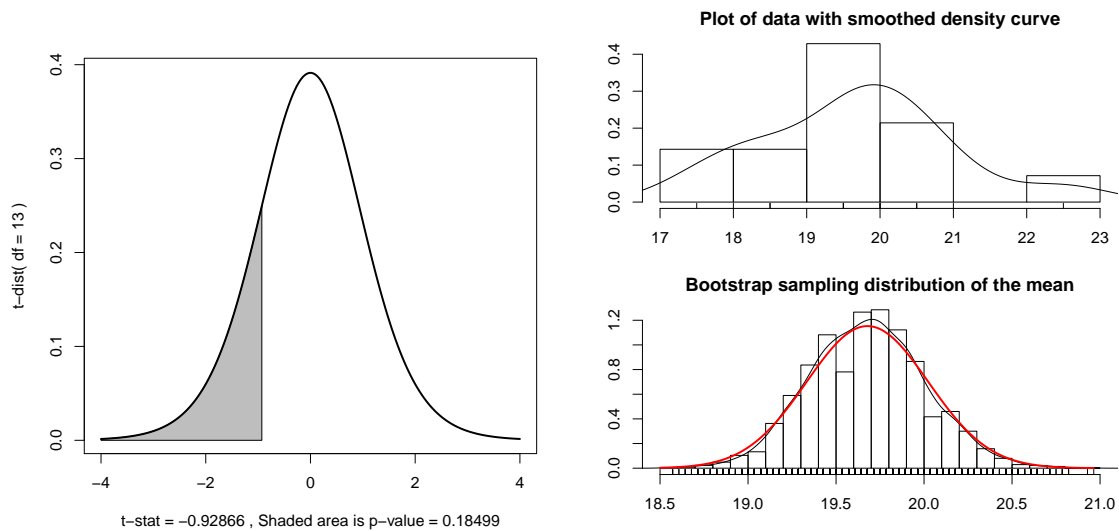 t−dist( df = 13 )
0.0
0.1
0.2
0.3
0.4
−4 −2 0 2 4
t−stat = −0.92866 , Shaded area is p−value = 0.18499
Plot of data with smoothed density curve
0.0
0.1
0.2
0.3
0.4
17 18 19 20 21 22 23
Bootstrap sampling distribution of the mean
0.0
0.4
0.8
1.2
18.5 19.0 19.5 20.0 20.5 21.0